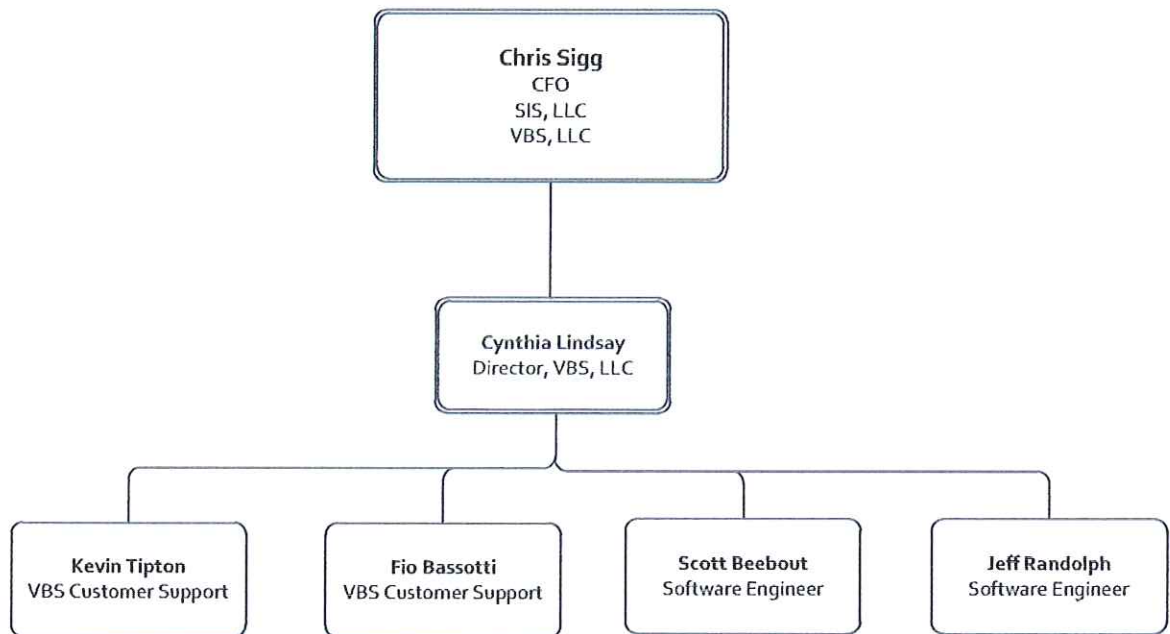 Chris Sigg
CFO
SIS, LLC
VBS, LLC
Cynthia Lindsay
Director, VBS, LLC
Kevin Tipton
VBS Customer Support
Fio Bassotti
VBS Customer Support
Scott Beebout
Software Engineer
Jeff Randolph
Software Engineer